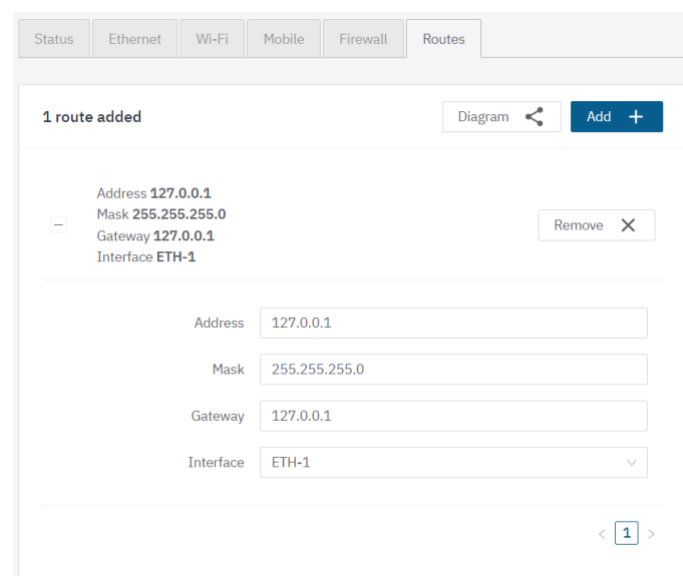 Status Ethernet Wi-Fi Mobile Firewall Routes
1 route added Diagram Add
Address 127.0.0.1
Mask 255.255.255.0
Gateway 127.0.0.1
Interface ETH-1
Remove
Address 127.0.0.1
Mask 255.255.255.0
Gateway 127.0.0.1
Interface ETH-1
1